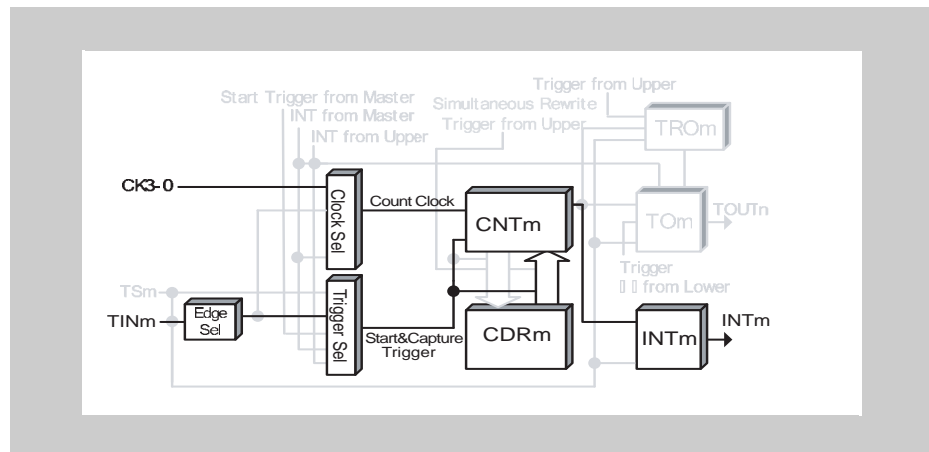 Trigger from Upper
Start Trigger from Master
INT from Master
INT from Upper
Simultaneous Rewrite
Trigger from Upper
TROm
CK3-0
Clock Sel
Count Clock
CNTm
TOm
TOUTn
Trigger
from Lower
TSm
TINm
Edge
Sel
Trigger Sel
Start&Capture
Trigger
CDRm
INTm
INTm